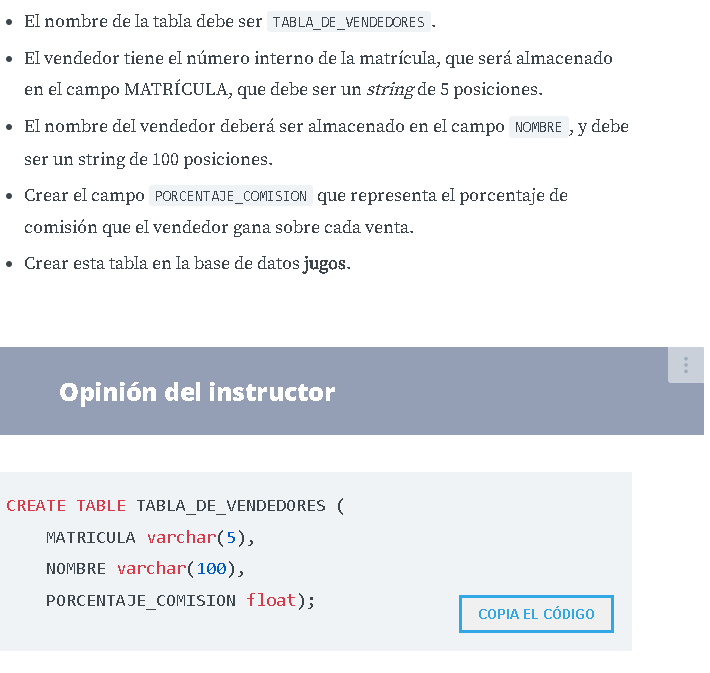 El nombre de la tabla debe ser TABLA_DE_VENDEDORES .
El vendedor tiene el número interno de la matrícula, que será almacenado
en el campo MATRÍCULA, que debe ser un string de 5 posiciones.
El nombre del vendedor deberá ser almacenado en el campo NOMBRE , y debe
ser un string de 100 posiciones.
Crear el campo PORCENTAJE_COMISION que representa el porcentaje de
comisión que el vendedor gana sobre cada venta.
Crear esta tabla en la base de datos jugos.
Opinión del instructor
CREATE TABLE TABLA_DE_VENDEDORES (
MATRICULA varchar(5),
NOMBRE varchar(100),
PORCENTAJE_COMISION float);
COPIA EL CÓDIGO